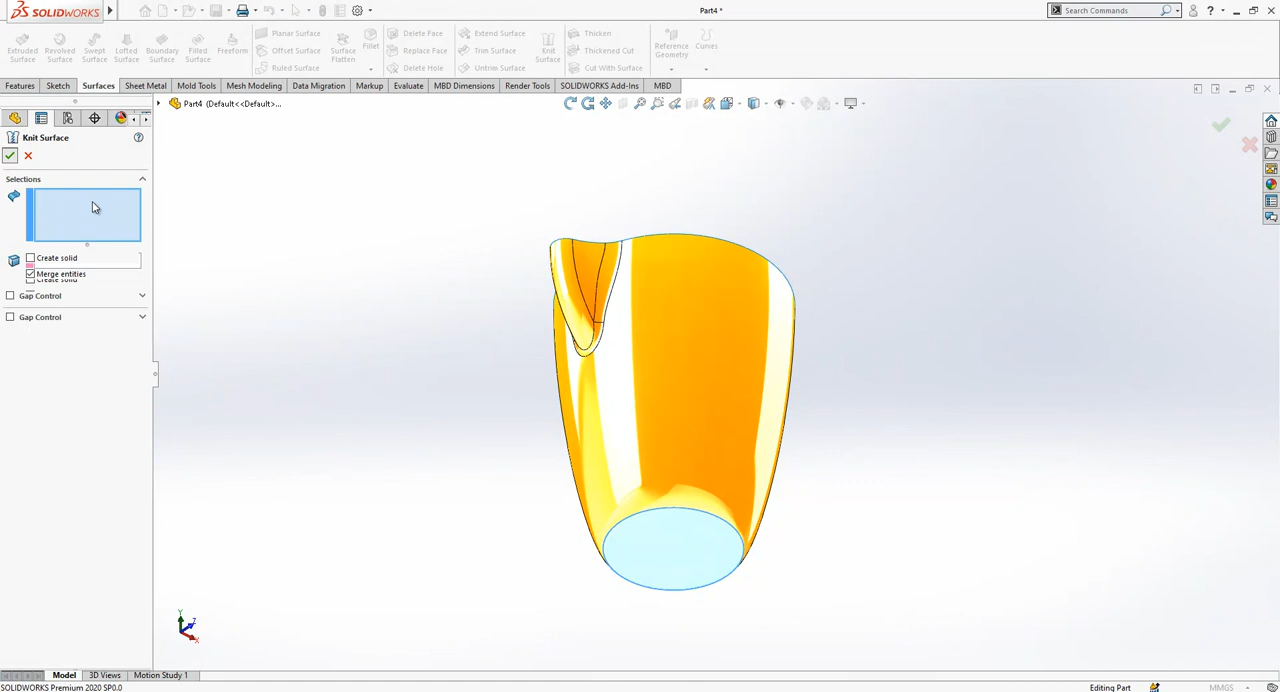 SOLIDWORKS
Part4 *
Search Commands
Extruded Surface
Revolved Surface
Swept Surface
Lofted Surface
Boundary Surface
Filled Surface
Freeform
Planar Surface
Offset Surface
Ruled Surface
Surface Flatten
Fillet
Delete Face
Replace Face
Delete Hole
Extend Surface
Trim Surface
Untrim Surface
Knit Surface
Thicken
Thickened Cut
Cut With Surface
Reference Geometry
Curves
Features
Sketch
Surfaces
Sheet Metal
Mold Tools
Mesh Modeling
Data Migration
Markup
Evaluate
MBD Dimensions
Render Tools
SOLIDWORKS Add-Ins
MBD
Part4 (Default<<Default>...
Knit Surface
Selections
Create solid
Merge entities
Create solid
Gap Control
Gap Control
Y
Z
X
Model
3D Views
Motion Study 1
SOLIDWORKS Premium 2020 SP0.0
Editing Part
MMGS